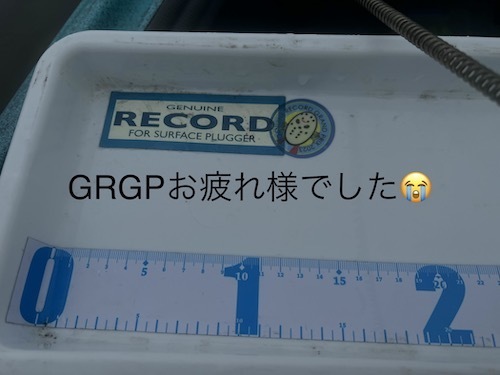 GENUINE
RECORD
FOR SURFACE PLUGGER
GRGPお疲れ様でした😭
0 1 2
5 10 15 20